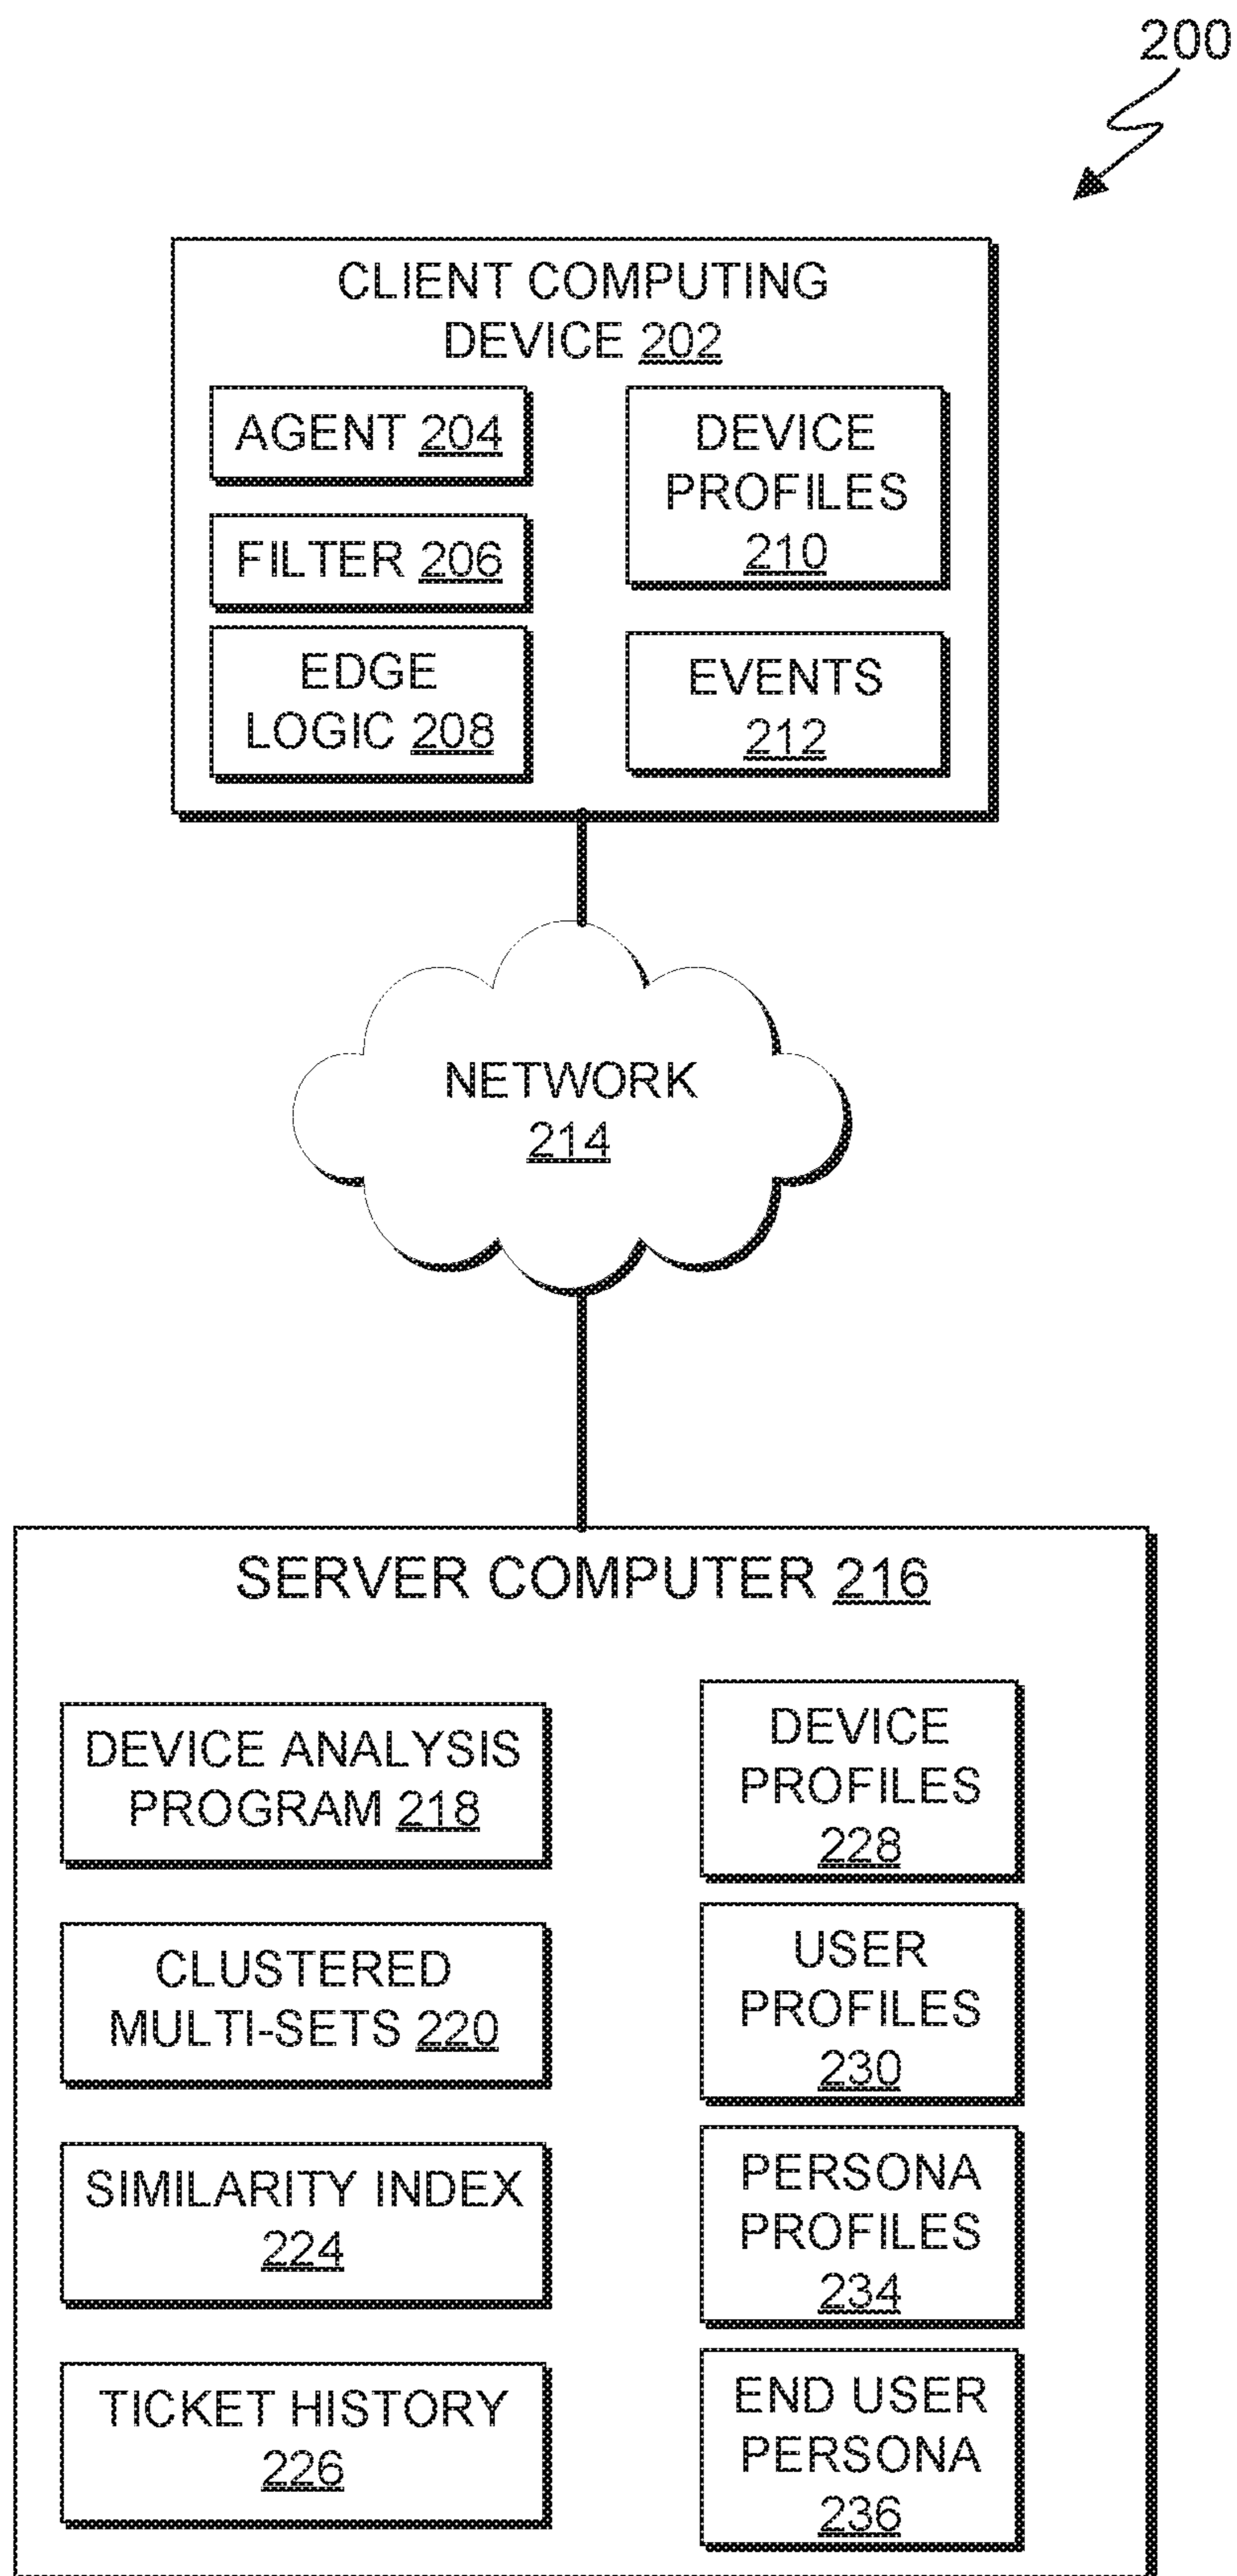 200
CLIENT COMPUTING
DEVICE 202
AGENT 204
FILTER 206
EDGE
LOGIC 208
DEVICE
PROFILES
210
EVENTS
212
NETWORK
214
SERVER COMPUTER 216
DEVICE ANALYSIS
PROGRAM 218
CLUSTERED
MULTI-SETS 220
SIMILARITY INDEX
224
TICKET HISTORY
226
DEVICE
PROFILES
228
USER
PROFILES
230
PERSONA
PROFILES
234
END USER
PERSONA
236